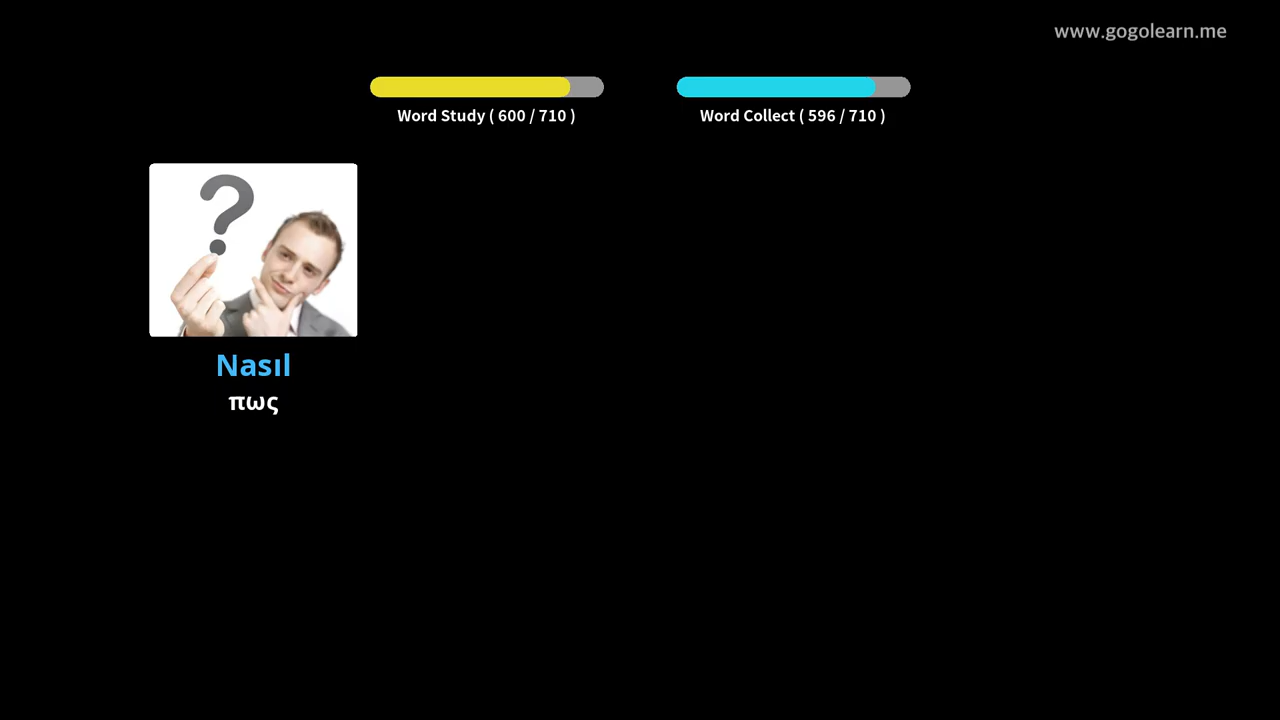 www.gogolearn.me
Word Study ( 600 / 710 )
Word Collect ( 596 / 710 )
?
Nasıl
πως